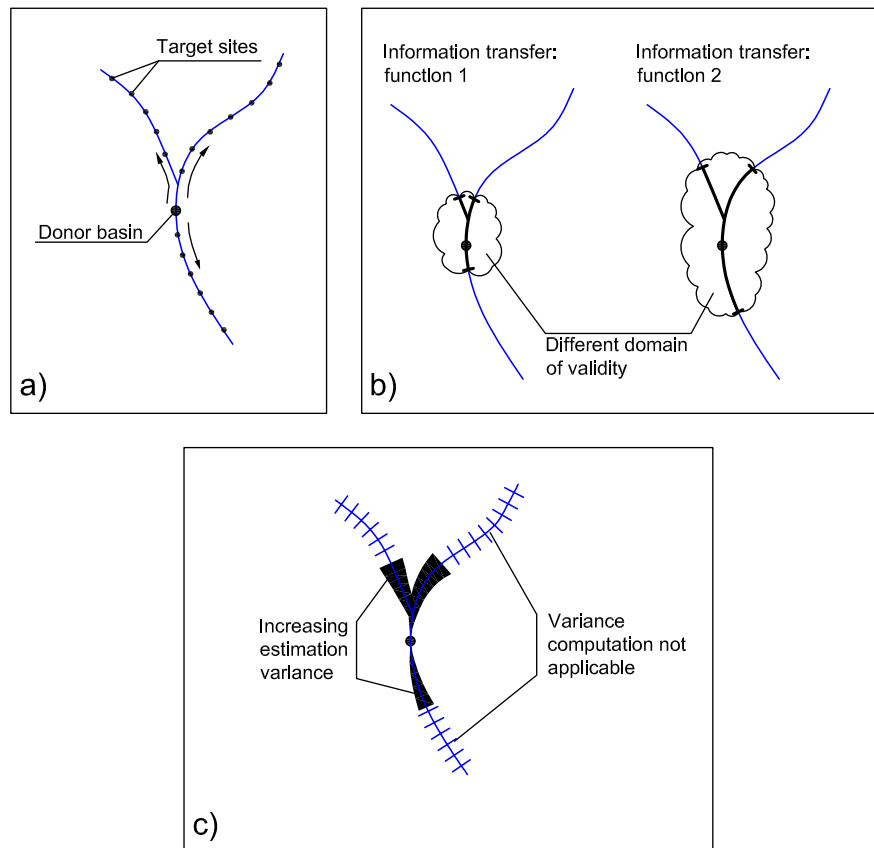 Target sites
Donor basin
a)
Information transfer:
function 1
Information transfer:
function 2
Different domain
of validity
b)
Increasing
estimation
variance
Variance
computation not
applicable
c)